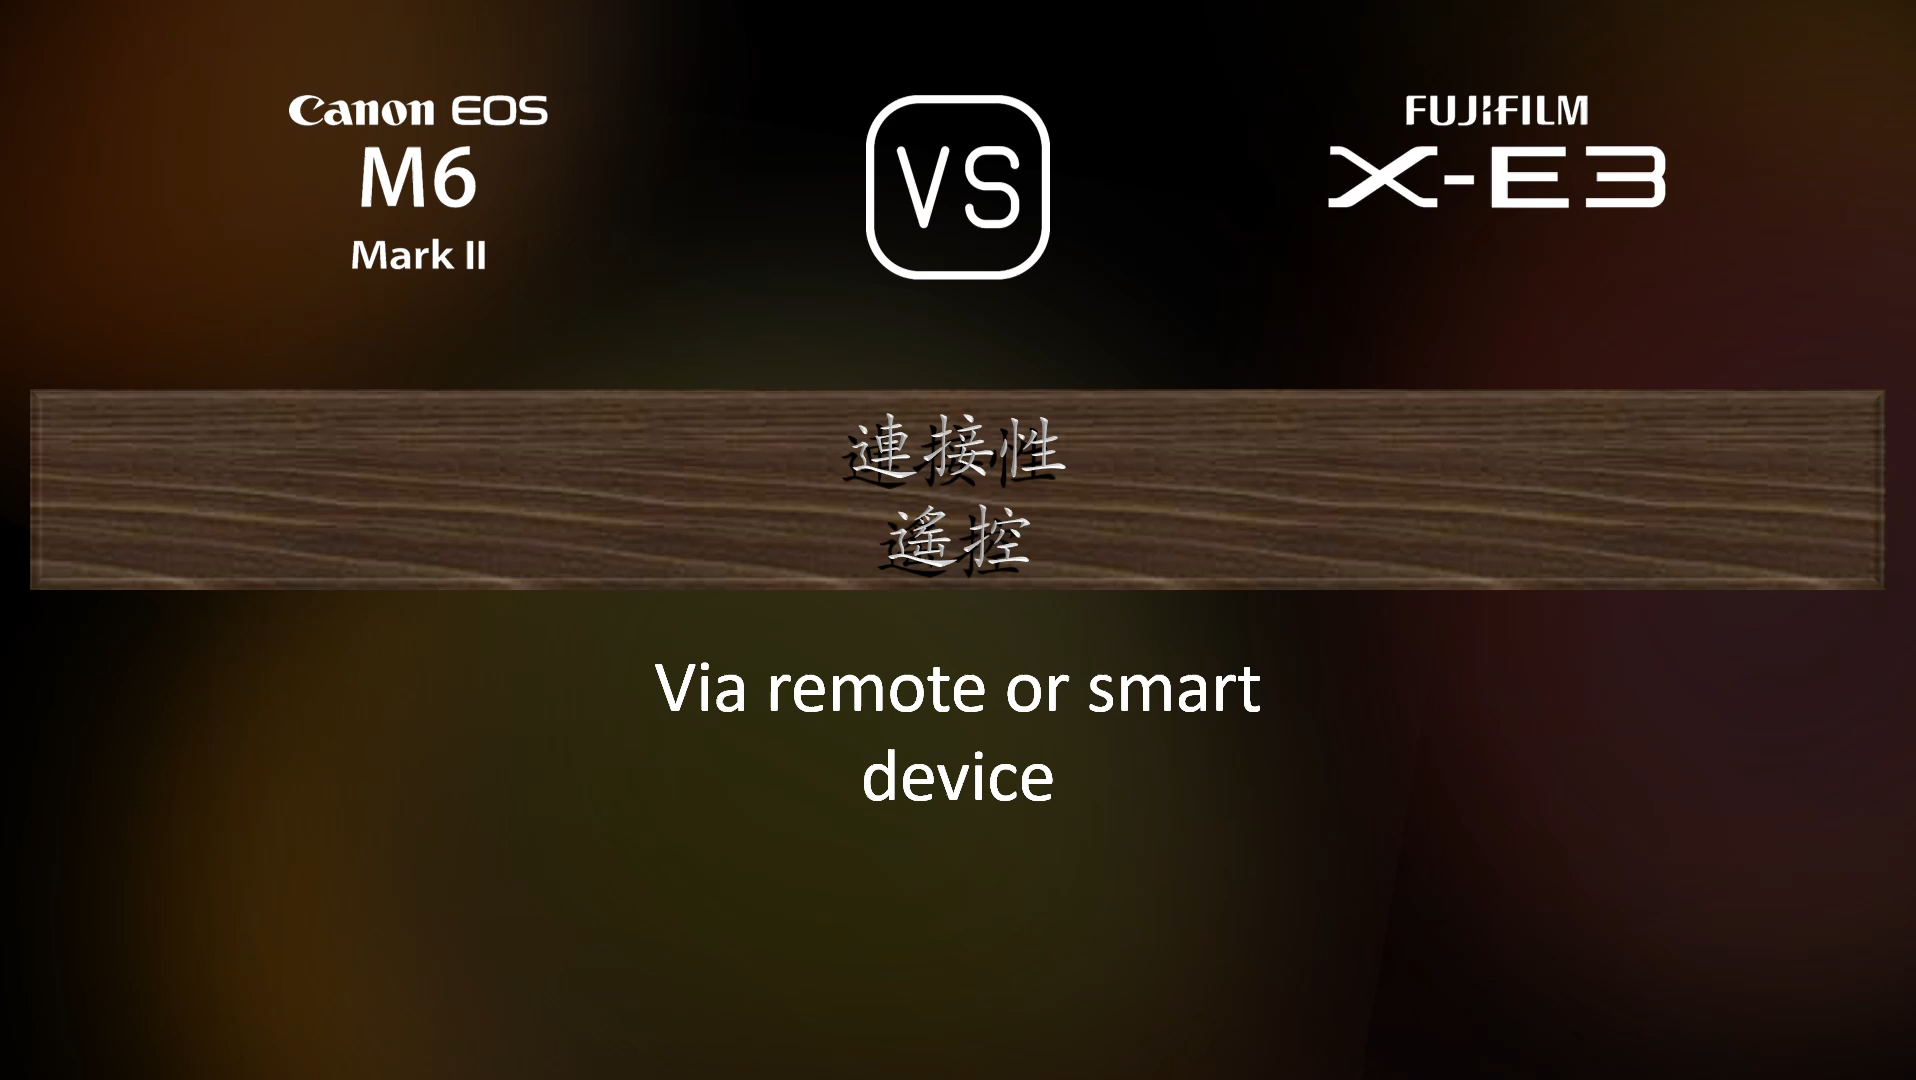 Canon EOS
M6
Mark II
VS
FUJIFILM
X-E3
連接性
遙控
Via remote or smart
device